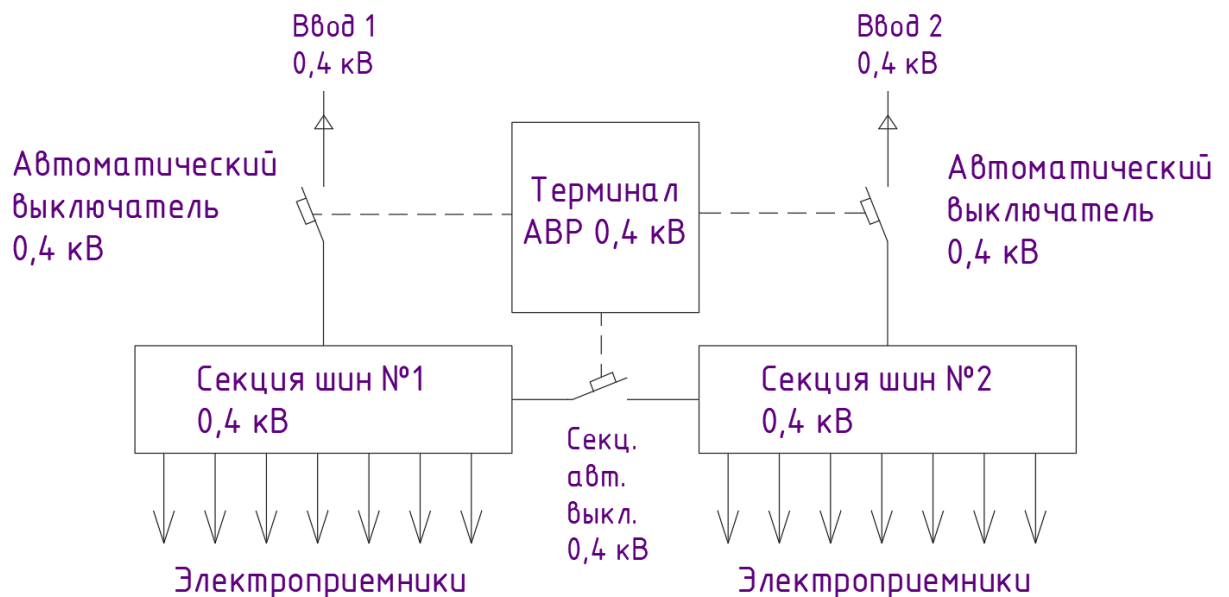 Ввод 1
0,4 кВ
Ввод 2
0,4 кВ
Автоматический
выключатель
0,4 кВ
Терминал
АВР 0,4 кВ
Автоматический
выключатель
0,4 кВ
Секция шин №1
0,4 кВ
Секц.
авт.
выкл.
0,4 кВ
Секция шин №2
0,4 кВ
Электроприемники
Электроприемники